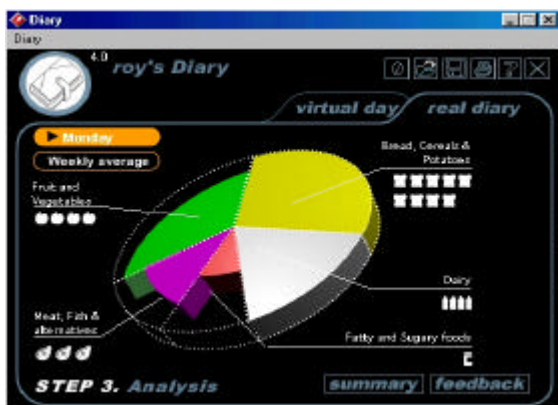 Diary
Diary
4.0
roy's Diary
virtual day
real diary
Monday
Weekly average
Bread, Cereals &
Potatoes
Fruit and
Vegetables
Dairy
Meat, Fish &
alternatives
Fatty and Sugary foods
STEP 3. Analysis
summary
feedback